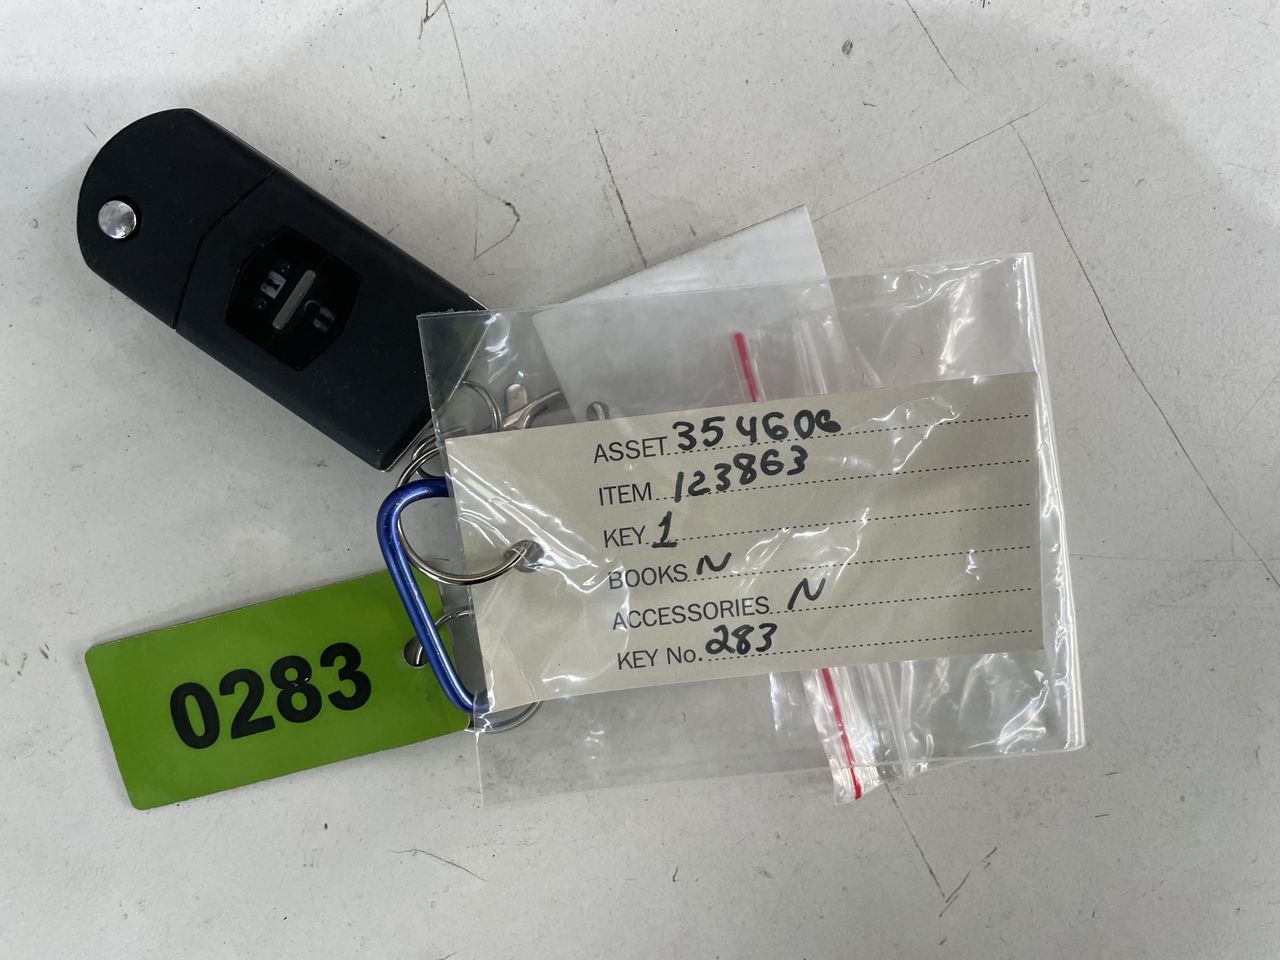 ASSET 354606
ITEM 123863
KEY 1
BOOKS N
ACCESSORIES N
KEY No. 283
0283